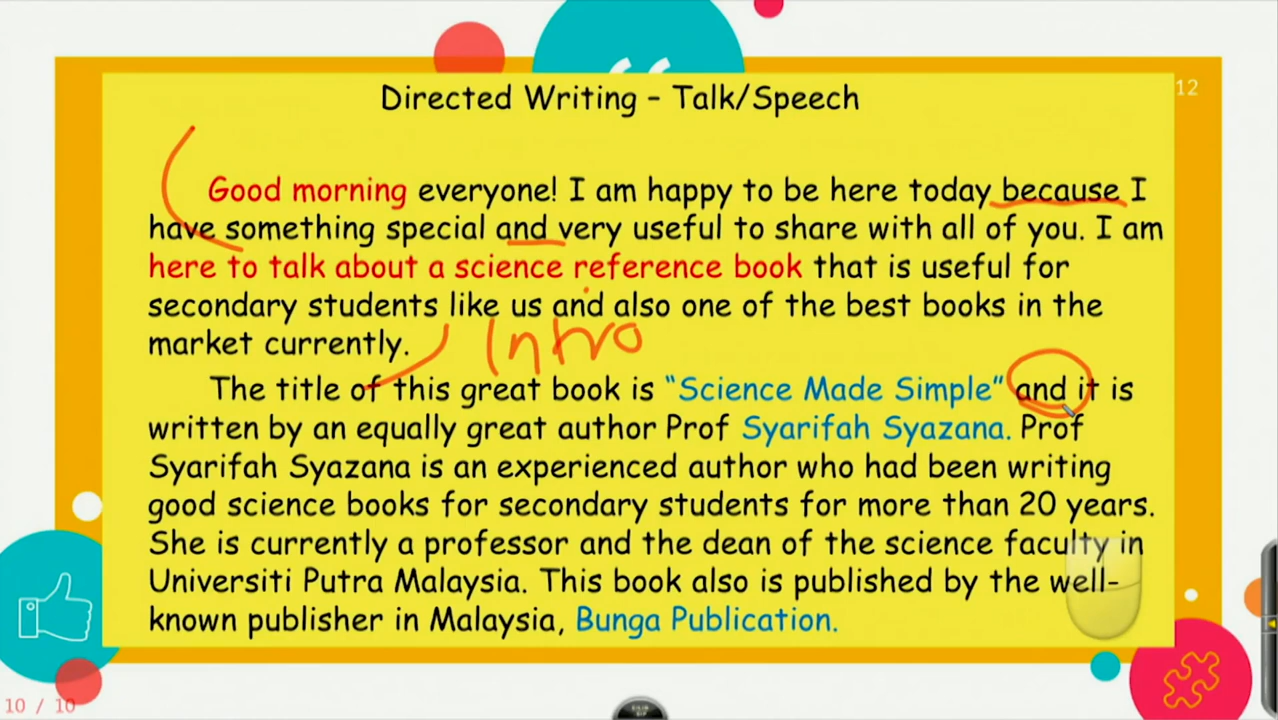 12
Directed Writing – Talk/Speech
Good morning everyone! I am happy to be here today because I
have something special and very useful to share with all of you. I am
here to talk about a science reference book that is useful for
secondary students like us and also one of the best books in the
market currently.
Intro
The title of this great book is “Science Made Simple” and it is
written by an equally great author Prof Syarifah Syazana. Prof
Syarifah Syazana is an experienced author who had been writing
good science books for secondary students for more than 20 years.
She is currently a professor and the dean of the science faculty in
Universiti Putra Malaysia. This book also is published by the well-
known publisher in Malaysia, Bunga Publication.
10 / 10